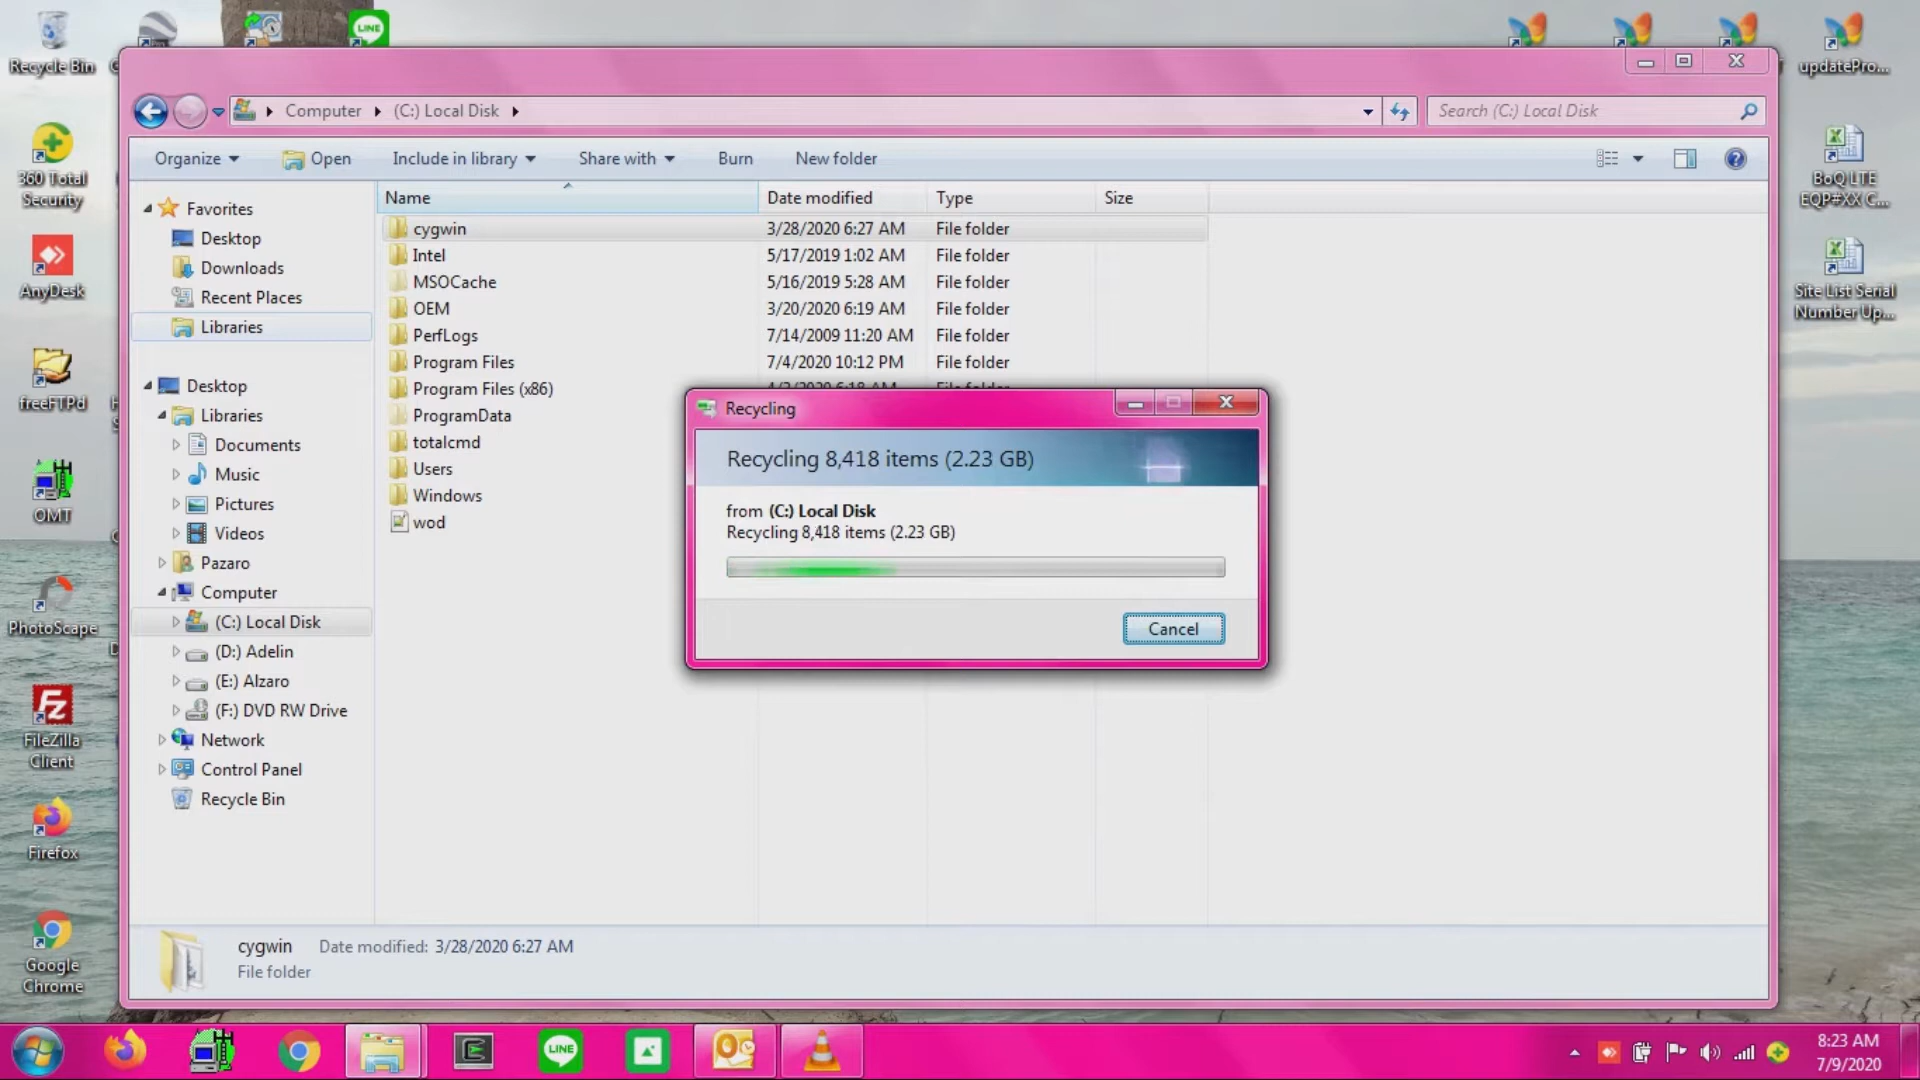 Recycle Bin
LINE
updatePro...
Computer
(C:) Local Disk
Search (C:) Local Disk
Organize
Open
Include in library
Share with
Burn
New folder
360 Total
Security
BoQ LTE
EQP#XX C...
AnyDesk
Site List Serial
Number Up...
freeFTPd
OMT
PhotoScape
FileZilla
Client
Firefox
Google
Chrome
Favorites
Desktop
Downloads
Recent Places
Libraries
Desktop
Libraries
Documents
Music
Pictures
Videos
Pazaro
Computer
(C:) Local Disk
(D:) Adelin
(E:) Alzaro
(F:) DVD RW Drive
Network
Control Panel
Recycle Bin
Name Date modified Type Size
cygwin 3/28/2020 6:27 AM File folder
Intel 5/17/2019 1:02 AM File folder
MSOCache 5/16/2019 5:28 AM File folder
OEM 3/20/2020 6:19 AM File folder
PerfLogs 7/14/2009 11:20 AM File folder
Program Files 7/4/2020 10:12 PM File folder
Program Files (x86)
ProgramData
totalcmd
Users
Windows
wod
Recycling
Recycling 8,418 items (2.23 GB)
from (C:) Local Disk
Recycling 8,418 items (2.23 GB)
Cancel
cygwin Date modified: 3/28/2020 6:27 AM
File folder
LINE
8:23 AM
7/9/2020